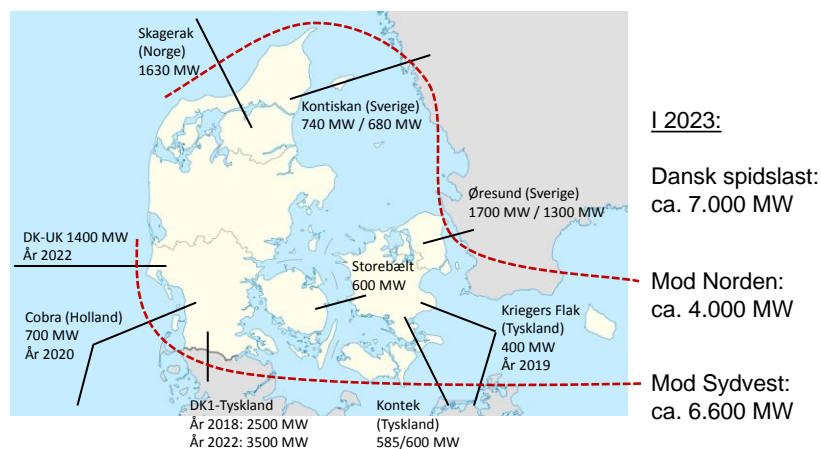 Skagerak
(Norge)
1630 MW
Kontiskan (Sverige)
740 MW / 680 MW
Øresund (Sverige)
1700 MW / 1300 MW
DK-UK 1400 MW
År 2022
Storebælt
600 MW
Cobra (Holland)
700 MW
År 2020
Kriegers Flak
(Tyskland)
400 MW
År 2019
DK1-Tyskland
År 2018: 2500 MW
År 2022: 3500 MW
Kontek
(Tyskland)
585/600 MW
I 2023:
Dansk spidslast:
ca. 7.000 MW
Mod Norden:
ca. 4.000 MW
Mod Sydvest:
ca. 6.600 MW